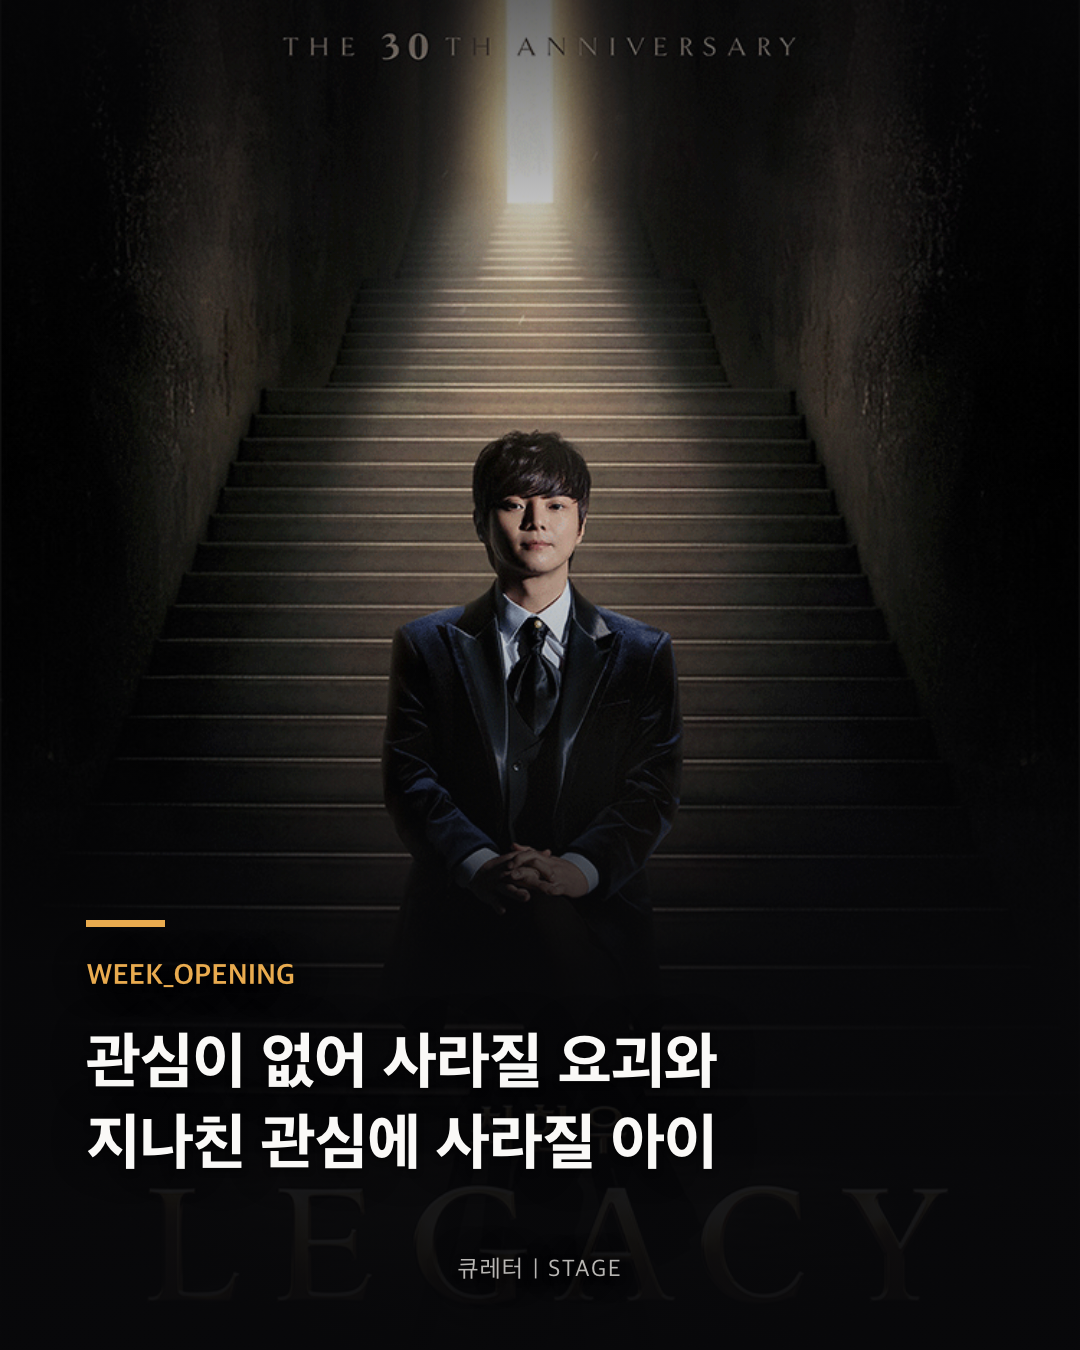 THE 30TH ANNIVERSARY
WEEK_OPENING
관심이 없어 사라질 요괴와
지나친 관심에 사라질 아이
LEGACY
큐레터 | STAGE